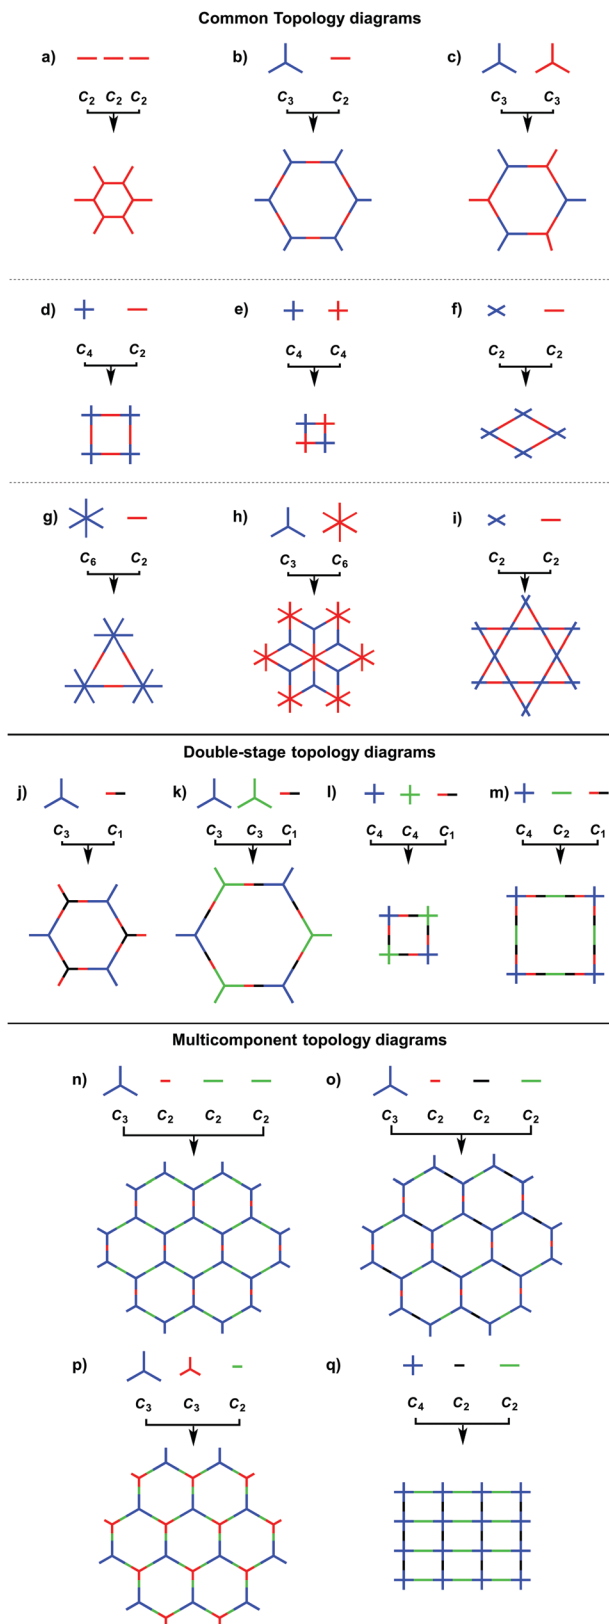 Common Topology diagrams
a) b) c)
C2 C2 C2 C3 C2 C3 C3
d) e) f)
C4 C2 C4 C4 C2 C2
g) h) i)
C6 C2 C3 C6 C2 C2
Double-stage topology diagrams
j) k) l) m)
C3 C1 C3 C3 C1 C4 C4 C1 C4 C2 C1
Multicomponent topology diagrams
n) o)
C3 C2 C2 C2 C3 C2 C2 C2
p) q)
C3 C3 C2 C4 C2 C2